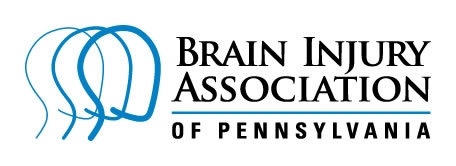 BRAIN INJURY
ASSOCIATION
OF PENNSYLVANIA